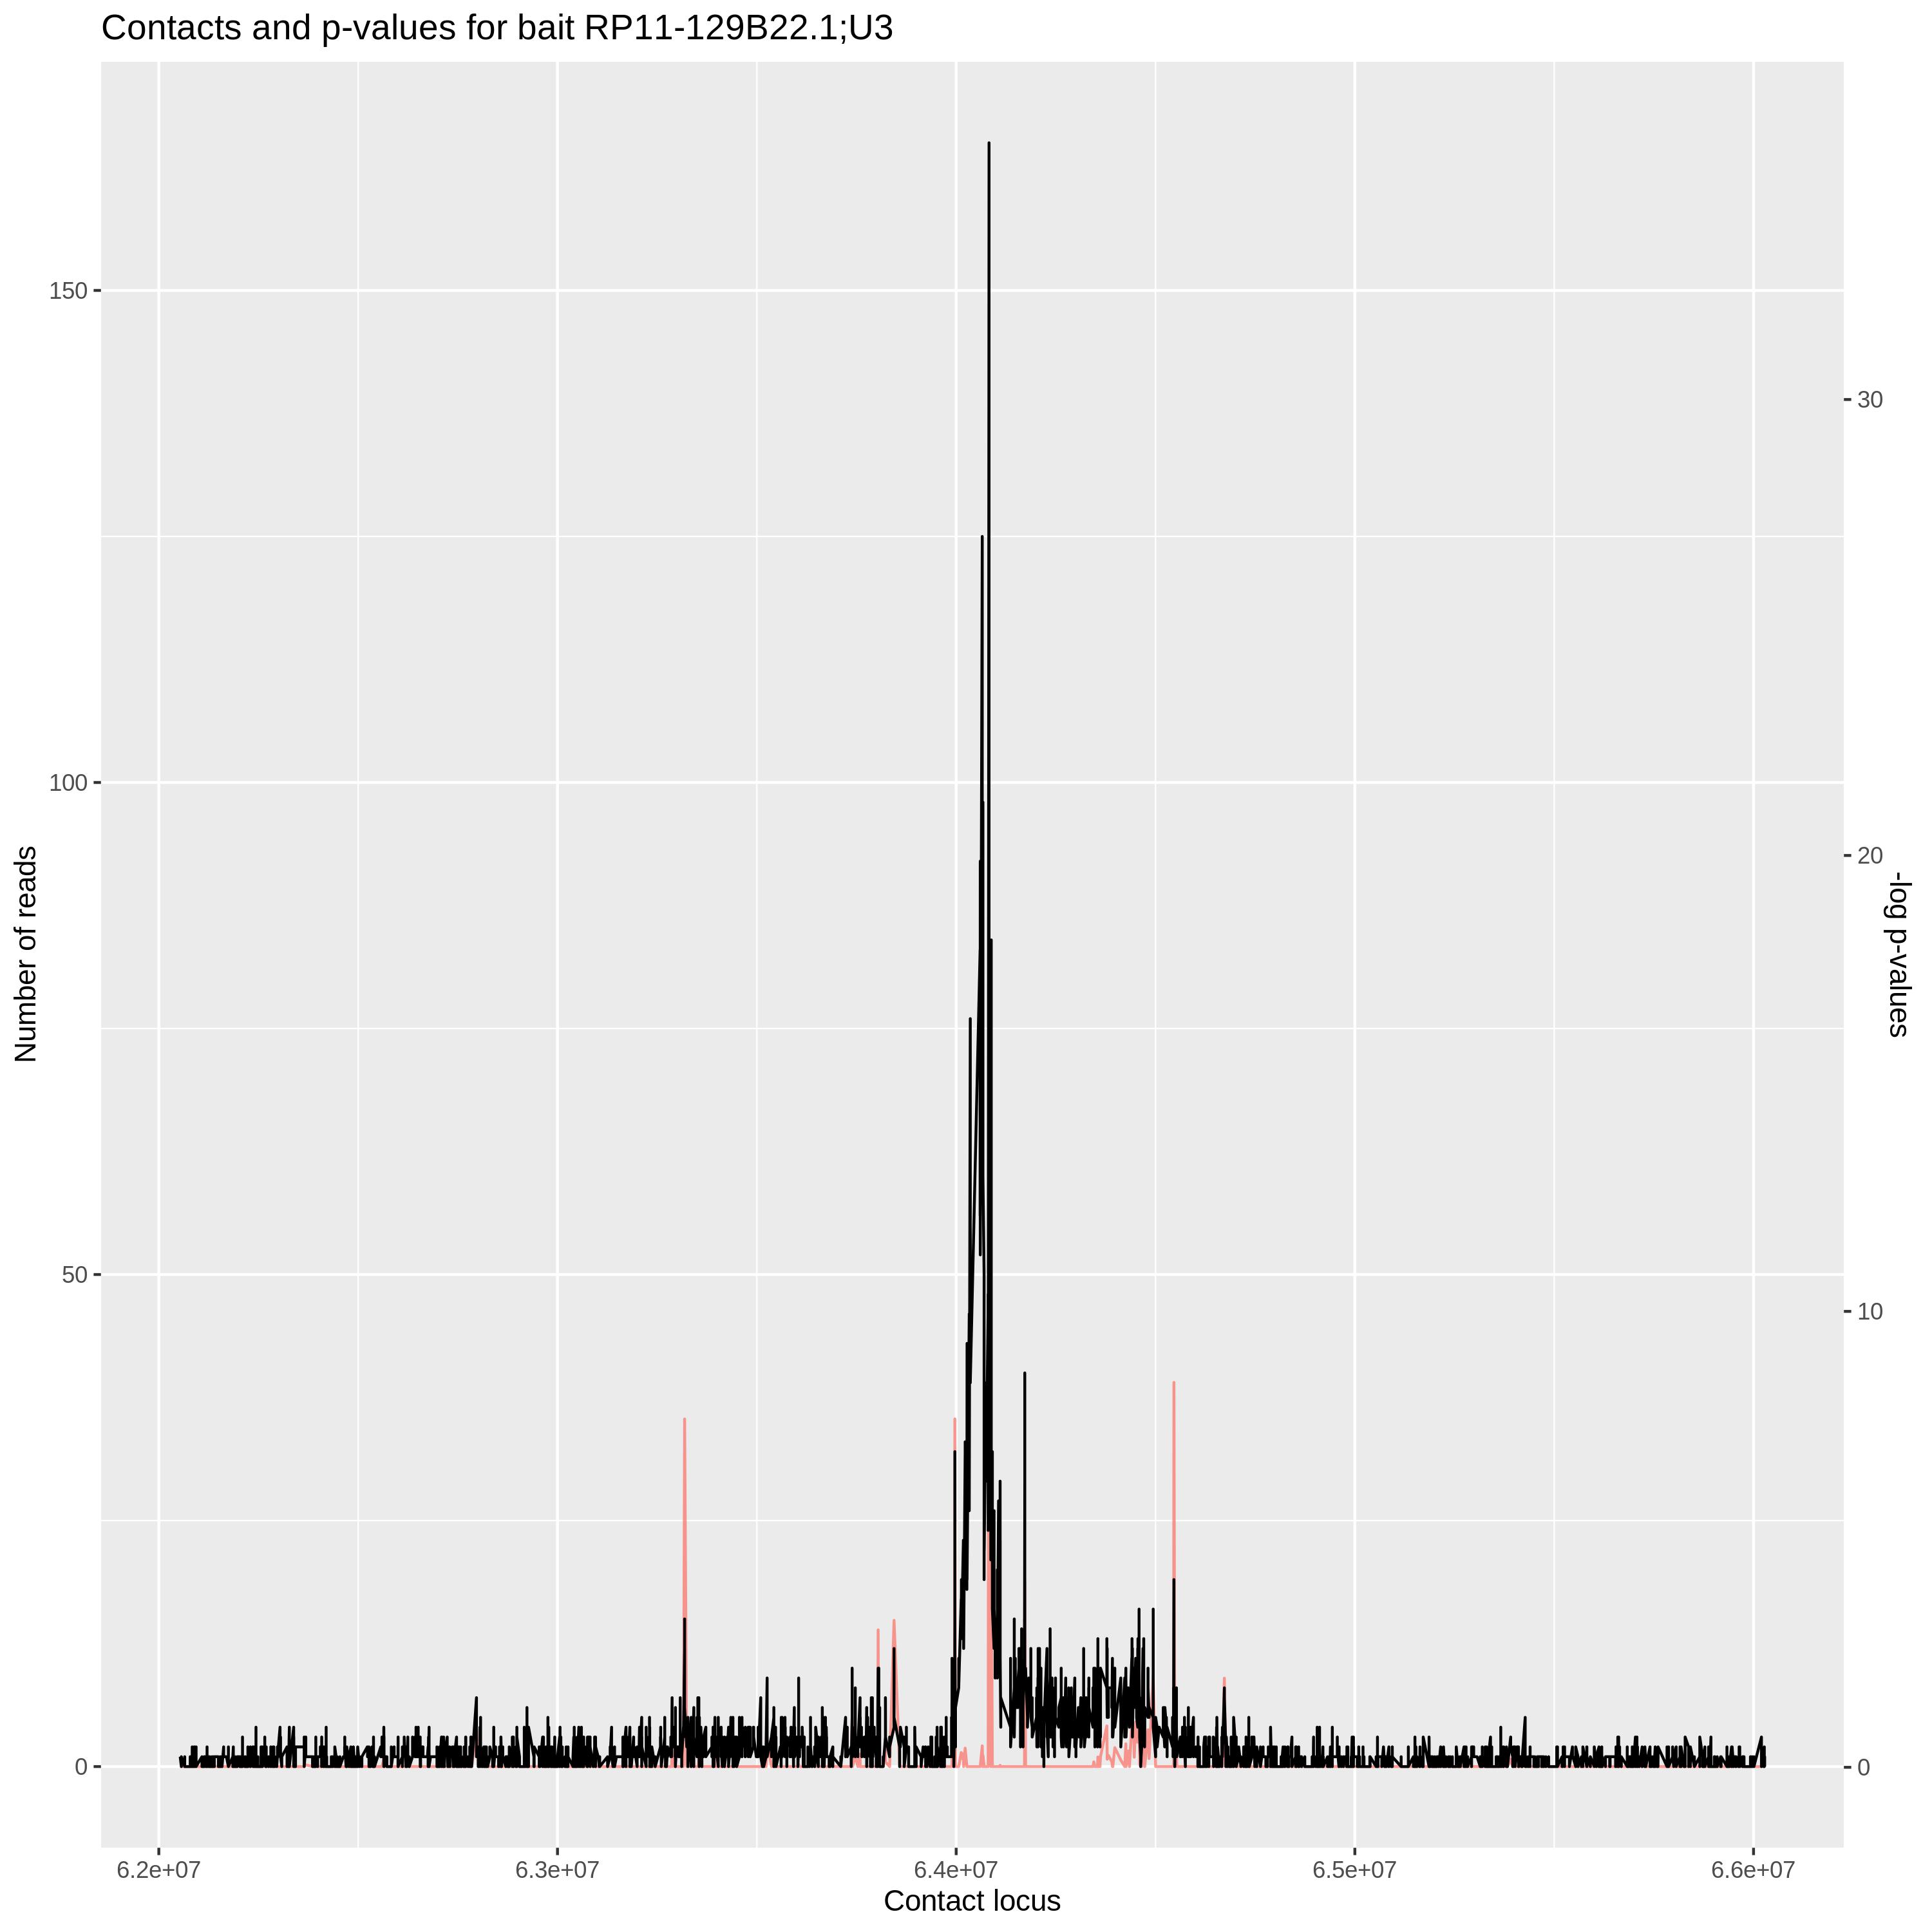 Contacts and p-values for bait RP11-129B22.1;U3
150
100
50
0
Number of reads
30
20
10
0
-log p-values
6.2e+07
6.3e+07
6.4e+07
6.5e+07
6.6e+07
Contact locus